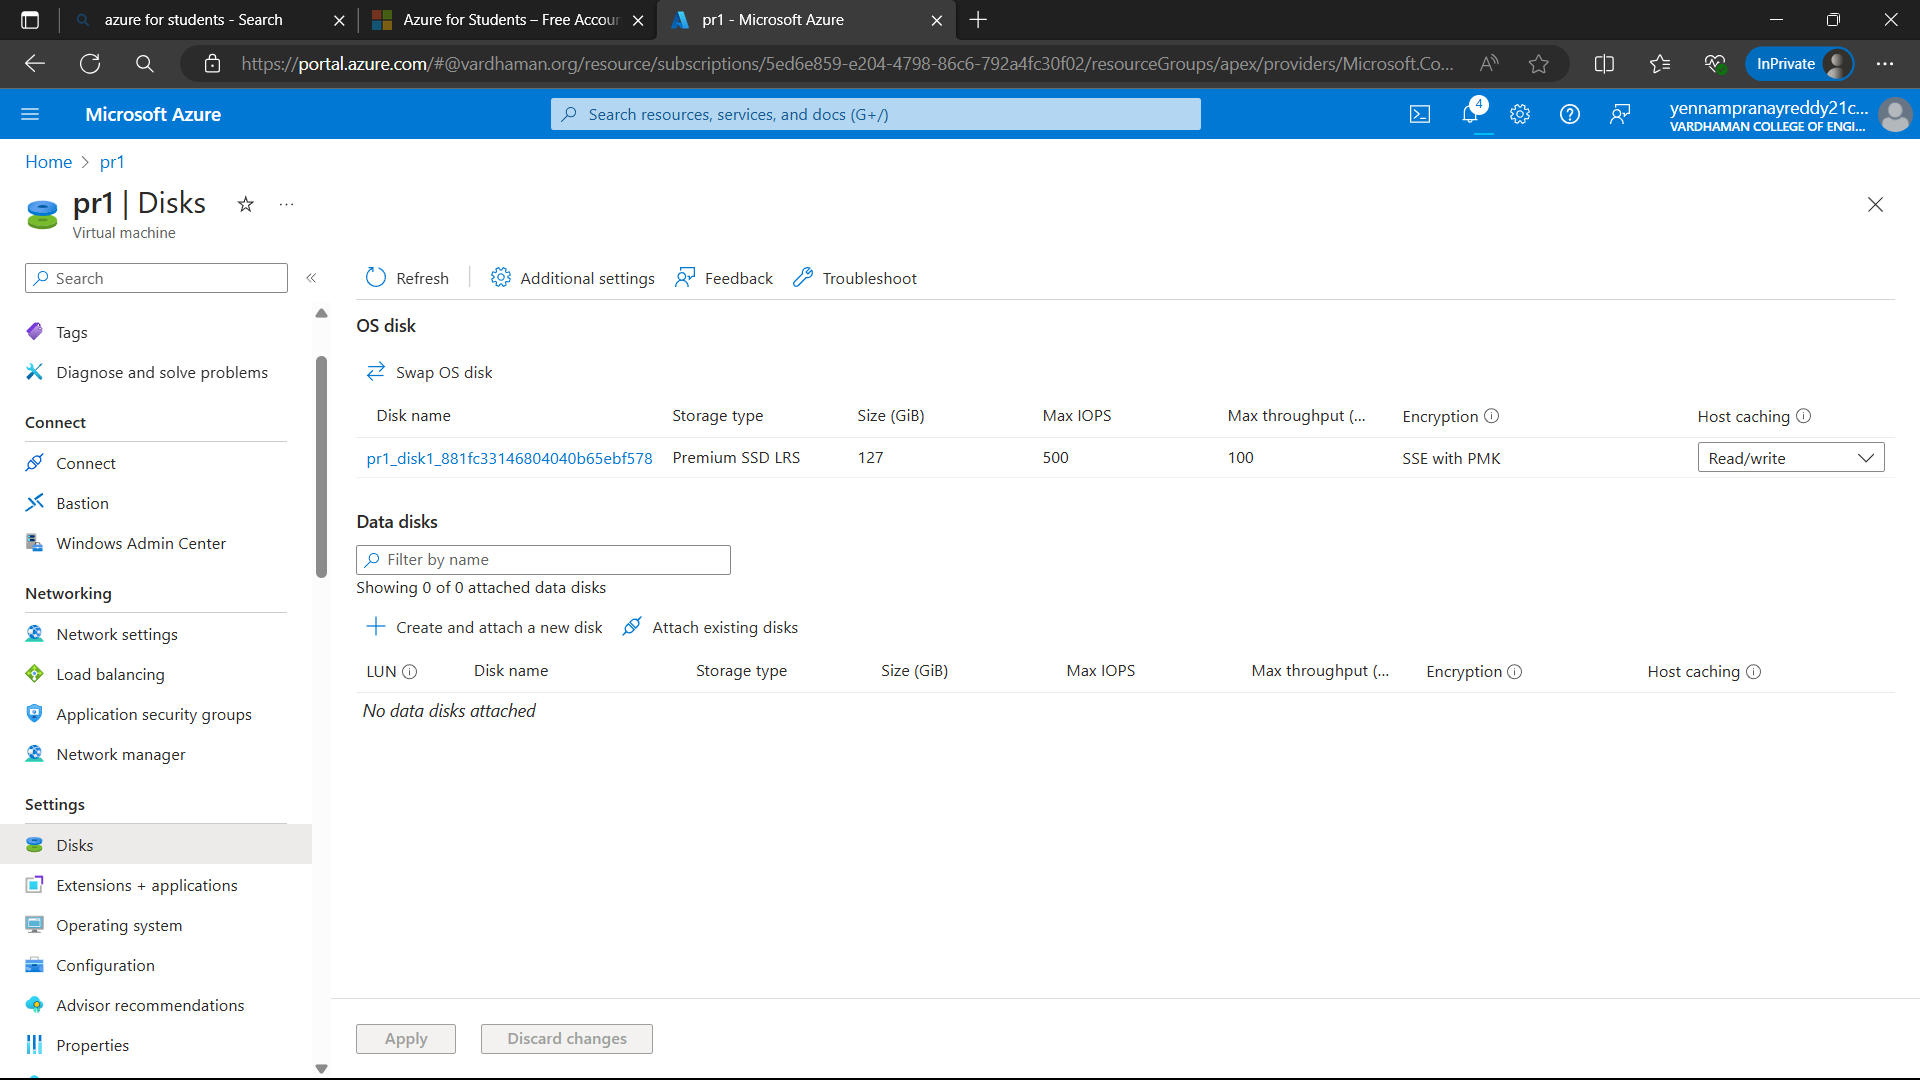 azure for students - Search
Azure for Students – Free Accoun
pr1 - Microsoft Azure
https://portal.azure.com/#@vardhaman.org/resource/subscriptions/5ed6e859-e204-4798-86c6-792a4fc30f02/resourceGroups/apex/providers/Microsoft.Co...
InPrivate
Microsoft Azure
Search resources, services, and docs (G+/)
4
yennampranayreddy21c...
VARDHAMAN COLLEGE OF ENGI...
Home > pr1
pr1 | Disks
Virtual machine
Search
Refresh
Additional settings
Feedback
Troubleshoot
Tags
Diagnose and solve problems
Connect
Connect
Bastion
Windows Admin Center
Networking
Network settings
Load balancing
Application security groups
Network manager
Settings
Disks
Extensions + applications
Operating system
Configuration
Advisor recommendations
Properties
OS disk
Swap OS disk
Disk name Storage type Size (GiB) Max IOPS Max throughput (... Encryption Host caching
pr1_disk1_881fc33146804040b65ebf578 Premium SSD LRS 127 500 100 SSE with PMK Read/write
Data disks
Filter by name
Showing 0 of 0 attached data disks
Create and attach a new disk Attach existing disks
LUN Disk name Storage type Size (GiB) Max IOPS Max throughput (... Encryption Host caching
No data disks attached
Apply Discard changes